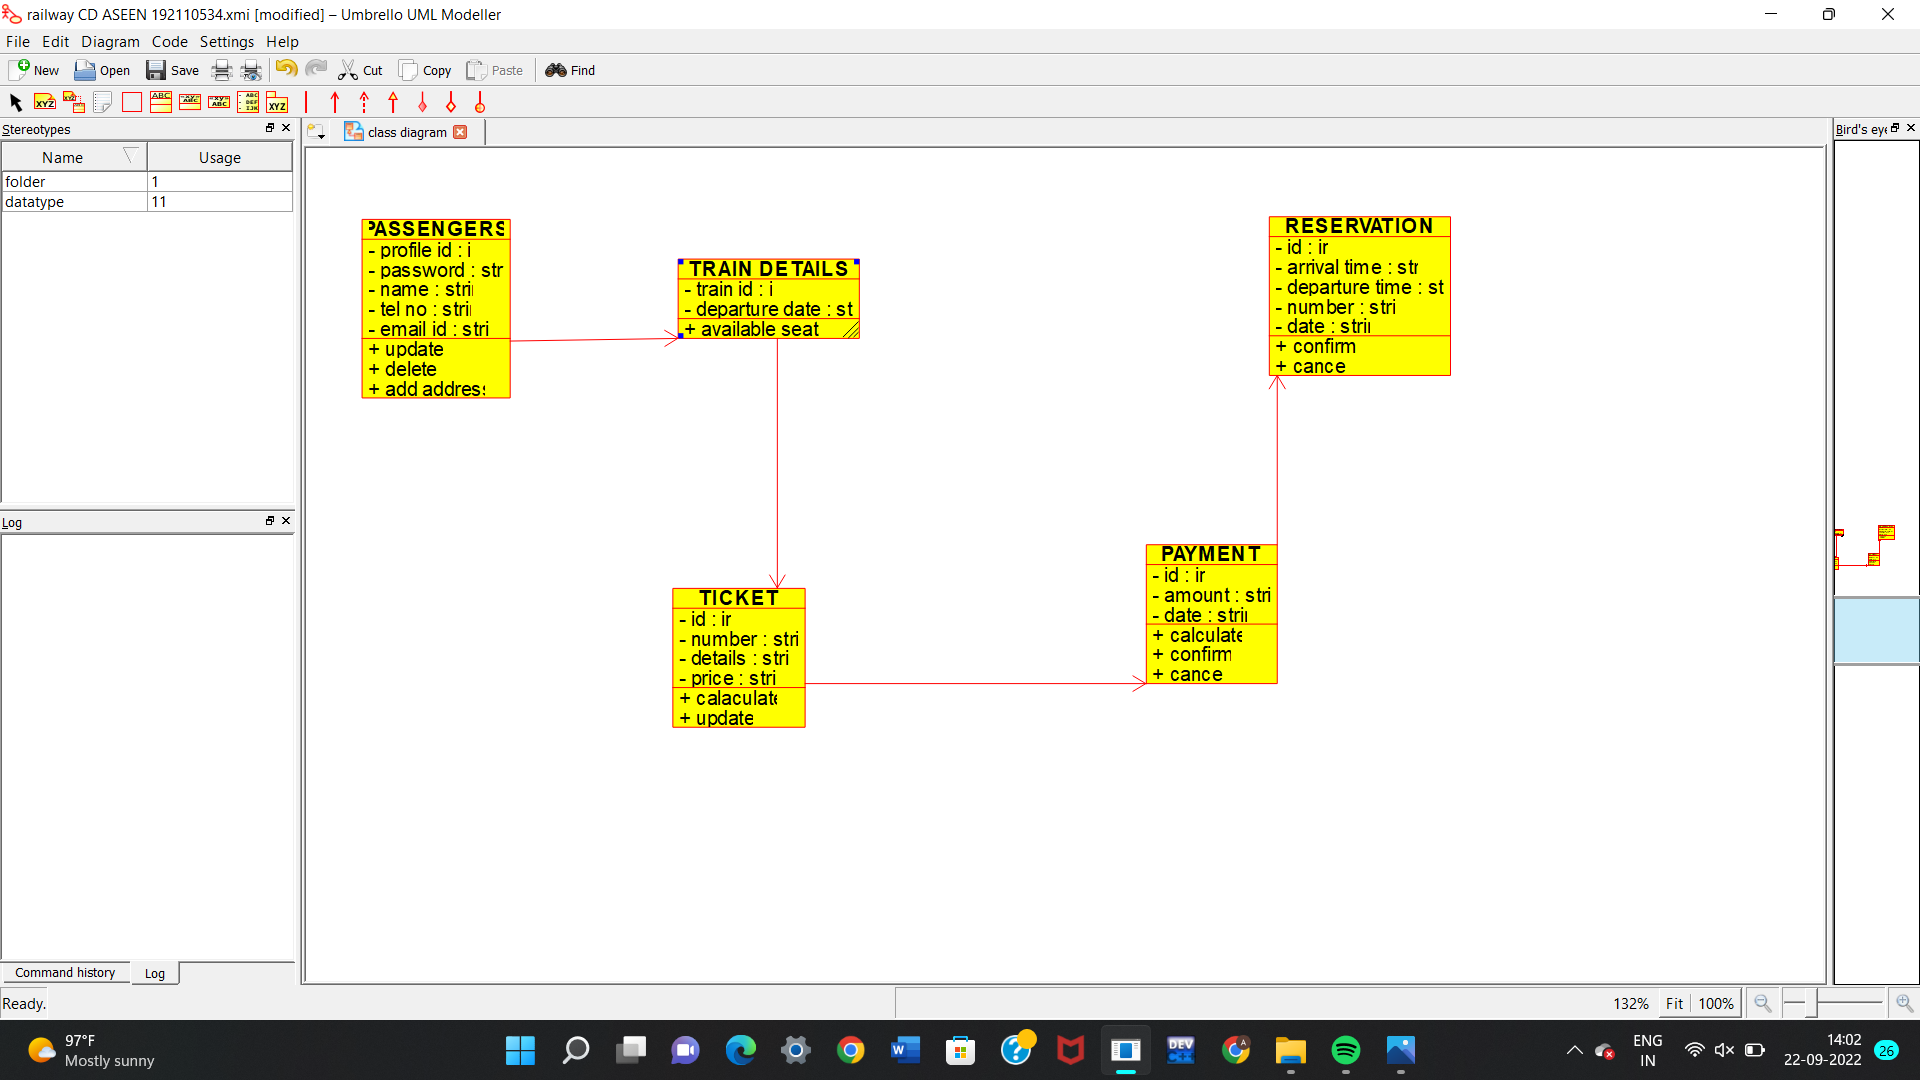 railway CD ASEEN 192110534.xmi [modified] – Umbrello UML Modeller
File Edit Diagram Code Settings Help
New Open Save Cut Copy Paste Find
Stereotypes
Name Usage
folder 1
datatype 11
Log
Command history Log
Ready.
class diagram
PASSENGERS
- profile id : i
- password : str
- name : stri
- tel no : stri
- email id : stri
+ update
+ delete
+ add address
TRAIN DETAILS
- train id : i
- departure date : st
+ available seat
RESERVATION
- id : ir
- arrival time : str
- departure time : st
- number : stri
- date : strin
+ confirm
+ cance
TICKET
- id : ir
- number : stri
- details : stri
- price : stri
+ calaculate
+ update
PAYMENT
- id : ir
- amount : stri
- date : strin
+ calculate
+ confirm
+ cance
Bird's eye
132% Fit 100%
97°F
Mostly sunny
ENG
IN
14:02
22-09-2022
26